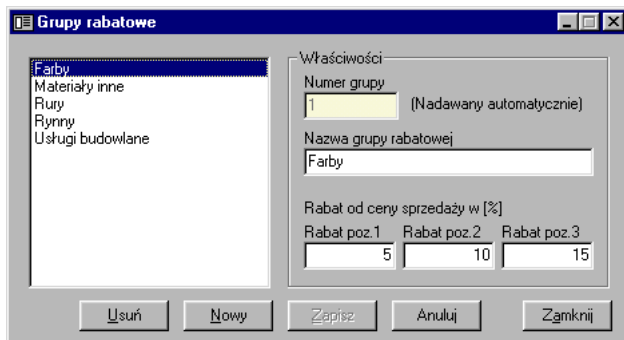 Grupy rabatowe
Farby
Materiały inne
Rury
Rynny
Usługi budowlane
Właściwości
Numer grupy
1 (Nadawany automatycznie)
Nazwa grupy rabatowej
Farby
Rabat od ceny sprzedaży w [%]
Rabat poz.1 Rabat poz.2 Rabat poz.3
5 10 15
Usuń Nowy Zapisz Anuluj Zamknij